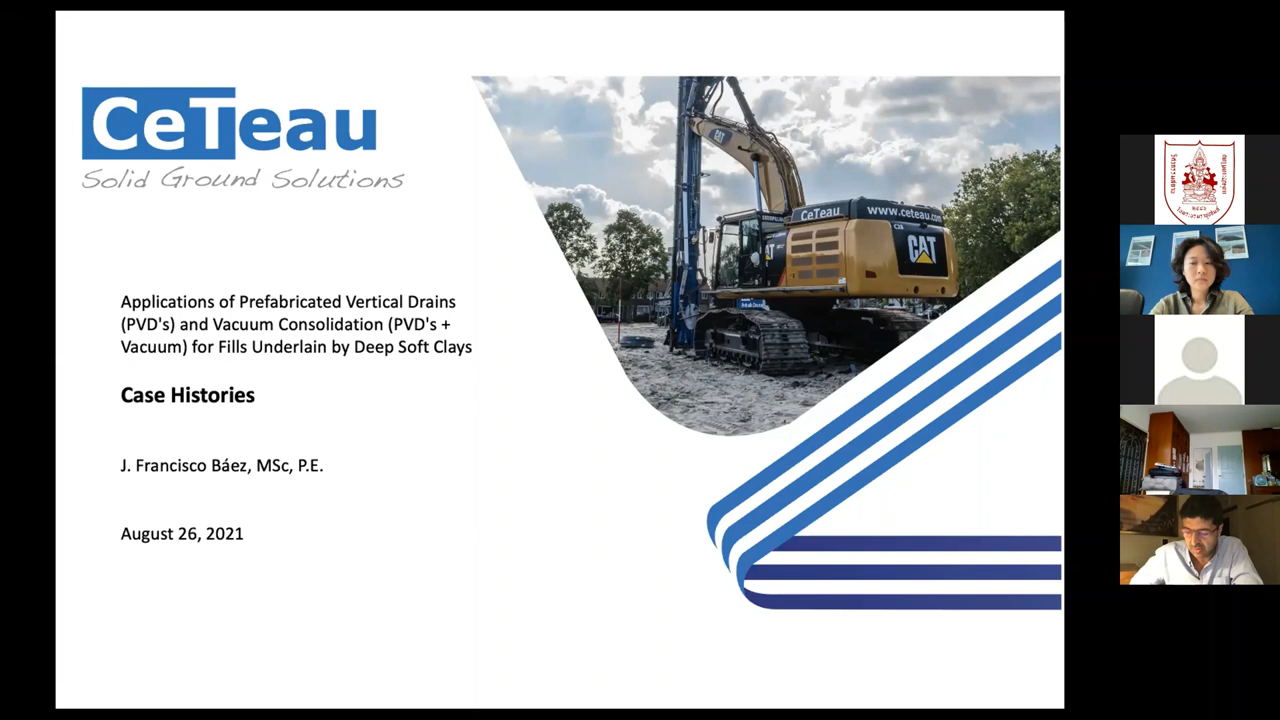 CeTeau
Solid Ground Solutions
CAT
CeTeau
www.ceteau.com
CAT
Applications of Prefabricated Vertical Drains
(PVD's) and Vacuum Consolidation (PVD's +
Vacuum) for Fills Underlain by Deep Soft Clays
Case Histories
J. Francisco Báez, MSc, P.E.
August 26, 2021